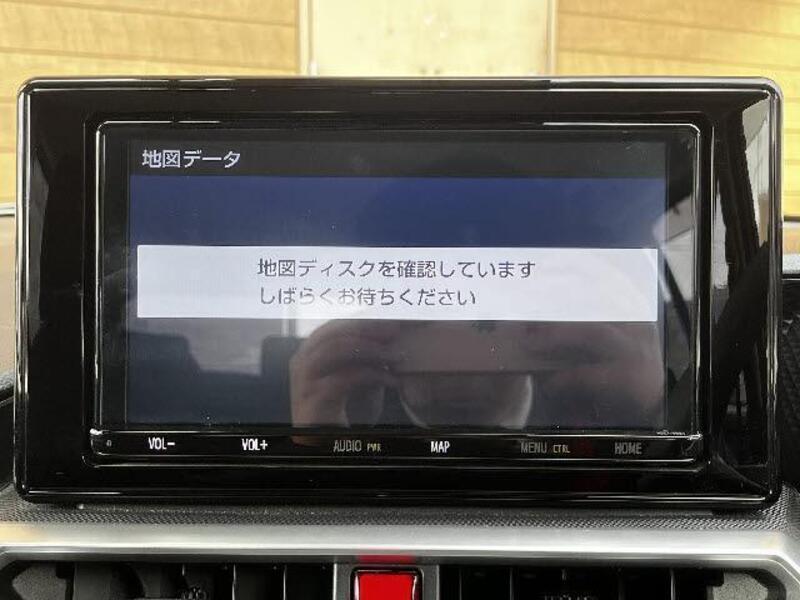 地図データ
地図ディスクを確認しています
しばらくお待ちください
VOL− VOL+ AUDIO PWR MAP MENU CTRL HOME